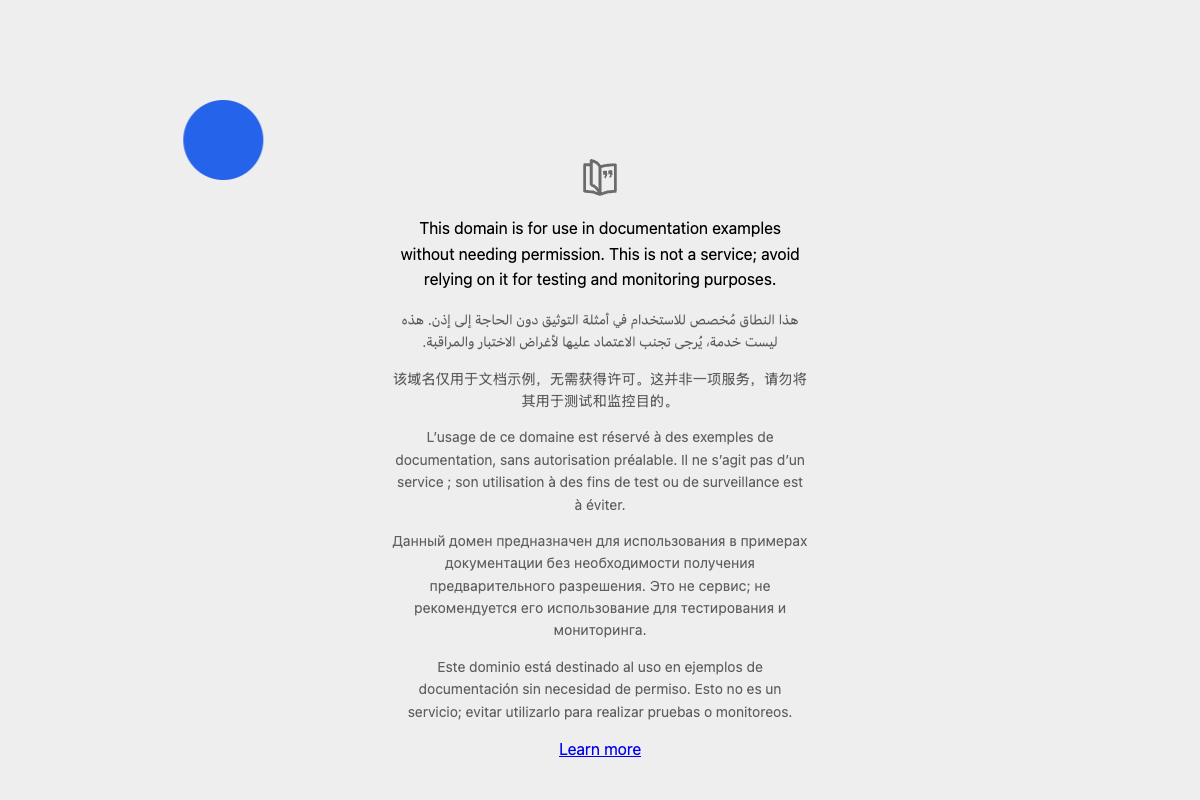 This domain is for use in documentation examples
without needing permission. This is not a service; avoid
relying on it for testing and monitoring purposes.
هذا النطاق مُخصص للاستخدام في أمثلة التوثيق دون الحاجة إلى إذن. هذه
ليست خدمة، يُرجى تجنب الاعتماد عليها لأغراض الاختبار والمراقبة.
该域名仅用于文档示例，无需获得许可。这并非一项服务，请勿将
其用于测试和监控目的。
L’usage de ce domaine est réservé à des exemples de
documentation, sans autorisation préalable. Il ne s’agit pas d’un
service ; son utilisation à des fins de test ou de surveillance est
à éviter.
Данный домен предназначен для использования в примерах
документации без необходимости получения
предварительного разрешения. Это не сервис; не
рекомендуется его использование для тестирования и
мониторинга.
Este dominio está destinado al uso en ejemplos de
documentación sin necesidad de permiso. Esto no es un
servicio; evitar utilizarlo para realizar pruebas o monitoreos.
Learn more